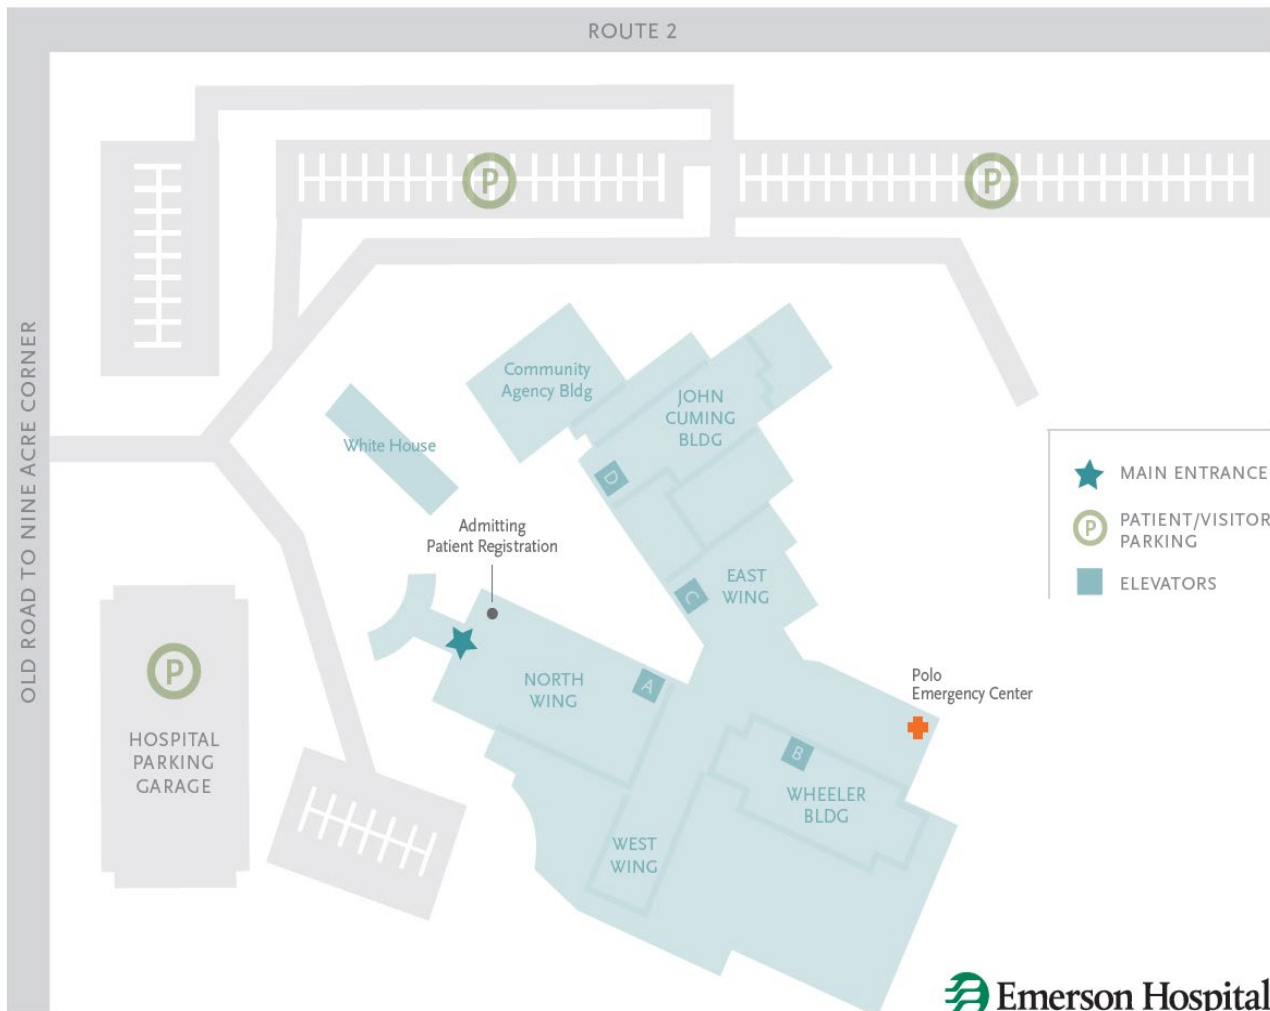 ROUTE 2
P
P
OLD ROAD TO NINE ACRE CORNER
Community
Agency Bldg
JOHN
CUMING
BLDG
White House
D
MAIN ENTRANCE
P
PATIENT/VISITOR
PARKING
ELEVATORS
Admitting
Patient Registration
EAST
WING
C
P
HOSPITAL
PARKING
GARAGE
NORTH
WING
A
Polo
Emergency Center
B
WHEELER
BLDG
WEST
WING
Emerson Hospital